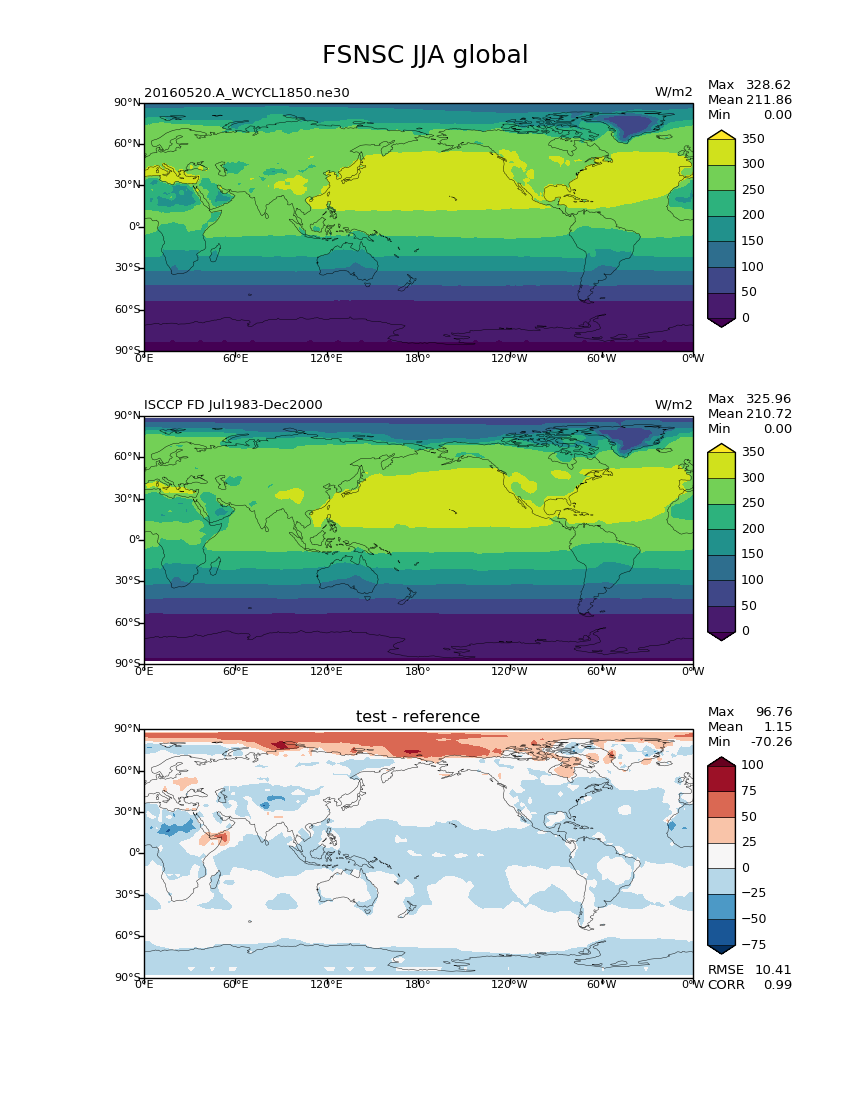 FSNSC JJA global
20160520.A_WCYCL1850.ne30
W/m2
Max 328.62
Mean 211.86
Min 0.00
90°N
60°N
30°N
0°
30°S
60°S
90°S
0°E 60°E 120°E 180° 120°W 60°W 0°W
350
300
250
200
150
100
50
0
ISCCP FD Jul1983-Dec2000
W/m2
Max 325.96
Mean 210.72
Min 0.00
90°N
60°N
30°N
0°
30°S
60°S
90°S
0°E 60°E 120°E 180° 120°W 60°W 0°W
350
300
250
200
150
100
50
0
test - reference
Max 96.76
Mean 1.15
Min -70.26
90°N
60°N
30°N
0°
30°S
60°S
90°S
0°E 60°E 120°E 180° 120°W 60°W 0°W
100
75
50
25
0
−25
−50
−75
RMSE 10.41
CORR 0.99